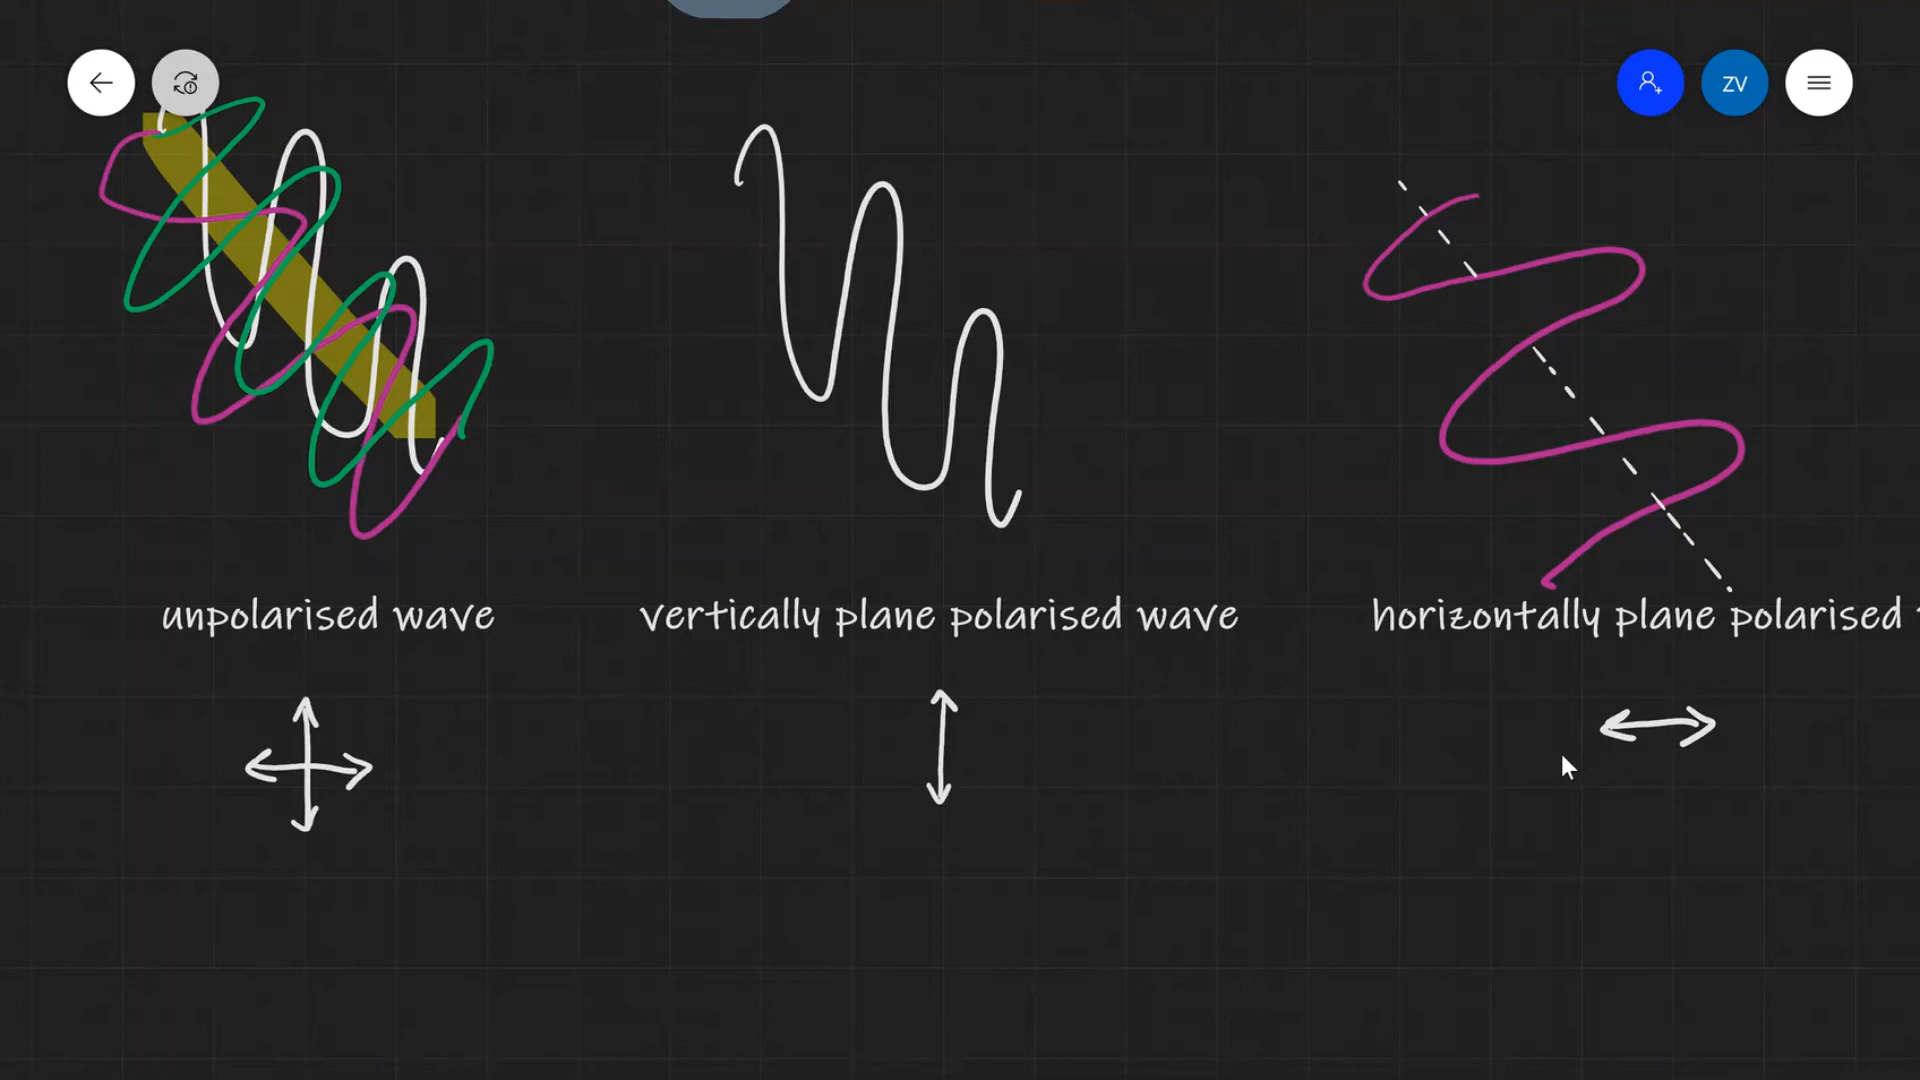 ZV
unpolarised wave
vertically plane polarised wave
horizontally plane polarised